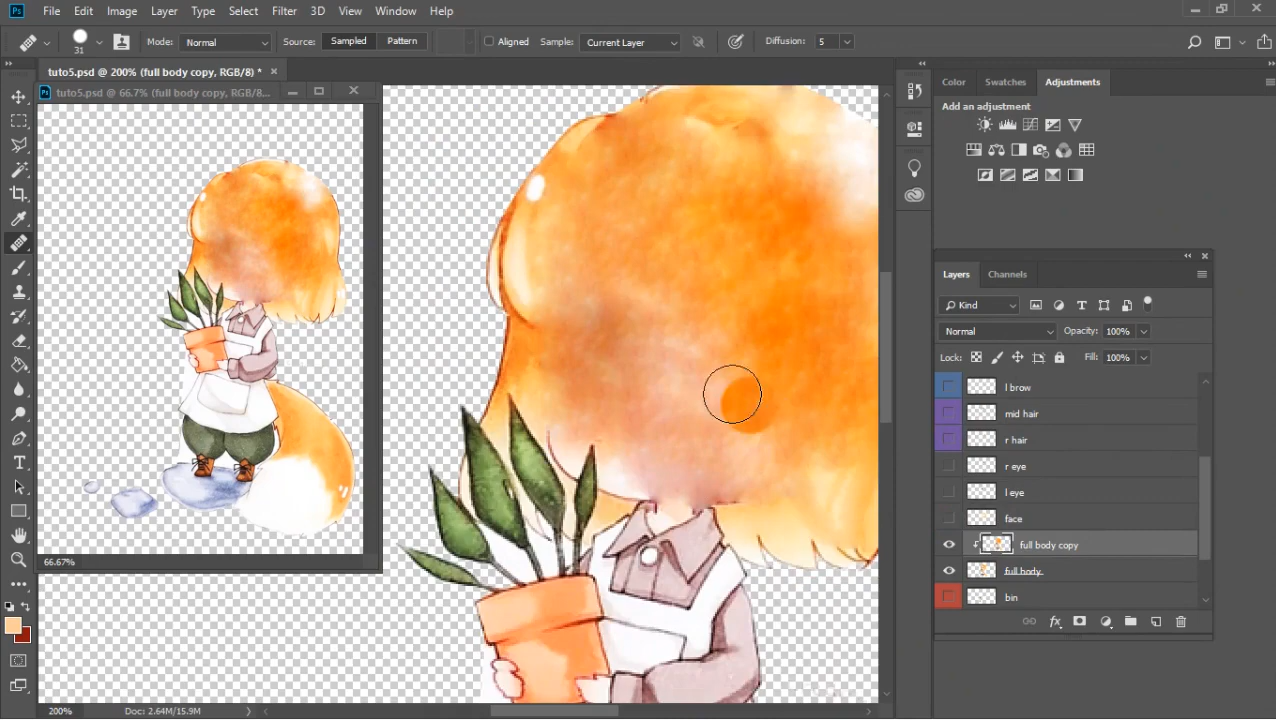 Ps File Edit Image Layer Type Select Filter 3D View Window Help
31 Mode: Normal Source: Sampled Pattern Aligned Sample: Current Layer Diffusion: 5
tuto5.psd @ 200% (full body copy, RGB/8) *
tuto5.psd @ 66.7% (full body copy, RGB/8...
Color Swatches Adjustments
Add an adjustment
Layers Channels
Kind
Normal Opacity: 100%
Lock: Fill: 100%
l brow
mid hair
r hair
r eye
l eye
face
full body copy
full body
bin
fx
66.67%
200% Doc: 2.64M/15.9M